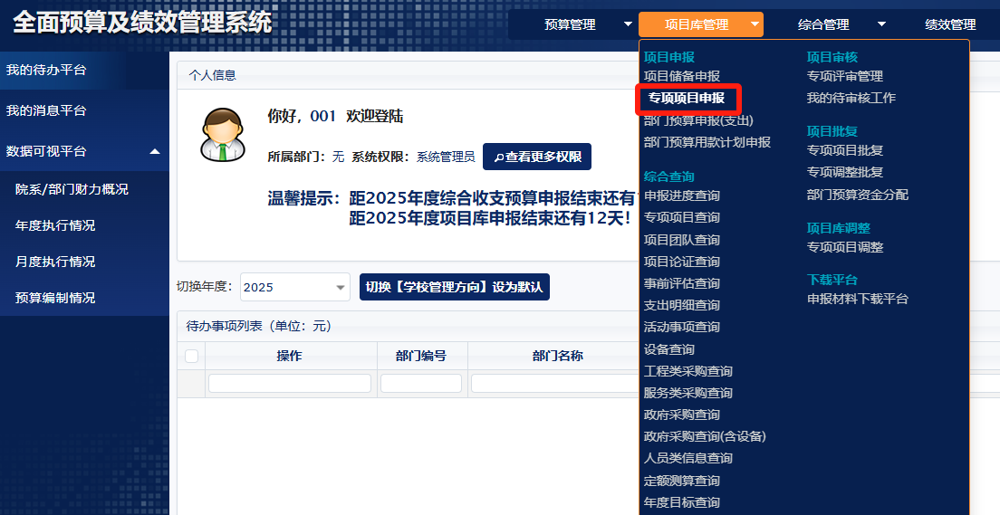 全面预算及绩效管理系统
预算管理
项目库管理
综合管理
绩效管理
我的待办平台
我的消息平台
数据可视平台
院系/部门财力概况
年度执行情况
月度执行情况
预算编制情况
个人信息
你好，001 欢迎登陆
所属部门：无 系统权限：系统管理员
查看更多权限
温馨提示：距2025年度综合收支预算申报结束还有
距2025年度项目库申报结束还有12天！
切换年度：
2025
切换【学校管理方向】设为默认
待办事项列表（单位：元）
操作
部门编号
部门名称
项目申报
项目储备申报
专项项目申报
部门预算申报(支出)
部门预算用款计划申报
综合查询
申报进度查询
专项项目查询
项目团队查询
项目论证查询
事前评估查询
支出明细查询
活动事项查询
设备查询
工程类采购查询
服务类采购查询
政府采购查询
政府采购查询(含设备)
人员类信息查询
定额测算查询
年度目标查询
项目审核
专项评审管理
我的待审核工作
项目批复
专项项目批复
专项调整批复
部门预算资金分配
项目库调整
专项项目调整
下载平台
申报材料下载平台